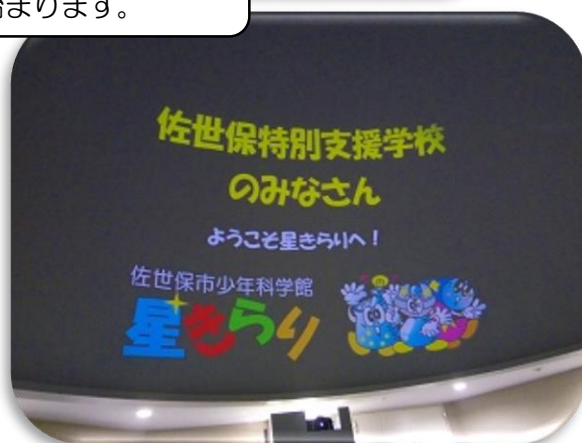 始まります。
佐世保特別支援学校
のみなさん
ようこそ星きらりへ！
佐世保市少年科学館
星きらり